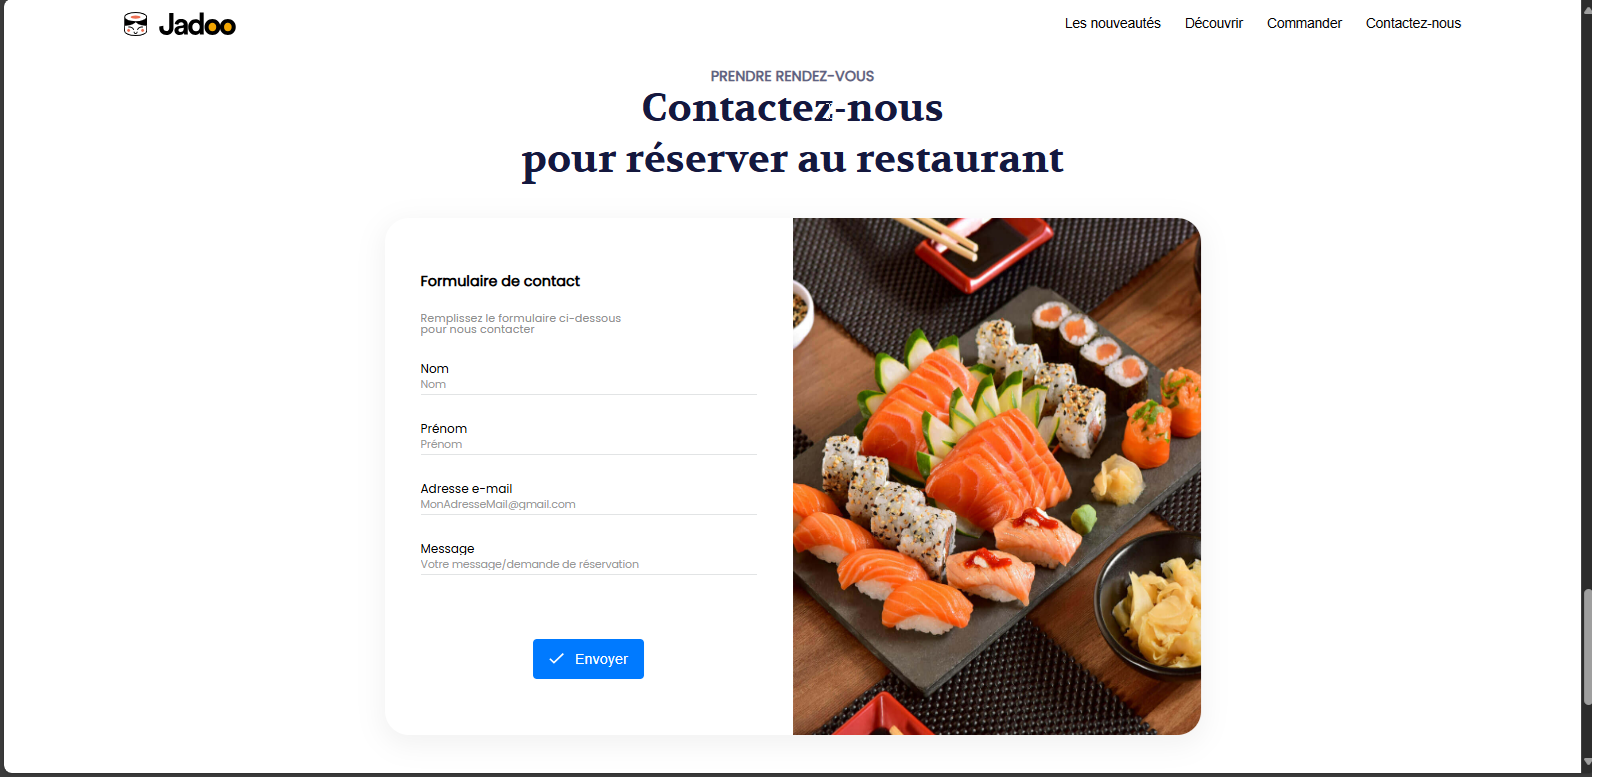 Jadoo
Les nouveautés
Découvrir
Commander
Contactez-nous
PRENDRE RENDEZ-VOUS
Contactez-nous
pour réserver au restaurant
Formulaire de contact
Remplissez le formulaire ci-dessous
pour nous contacter
Nom
Nom
Prénom
Prénom
Adresse e-mail
MonAdresseMail@gmail.com
Message
Votre message/demande de réservation
Envoyer